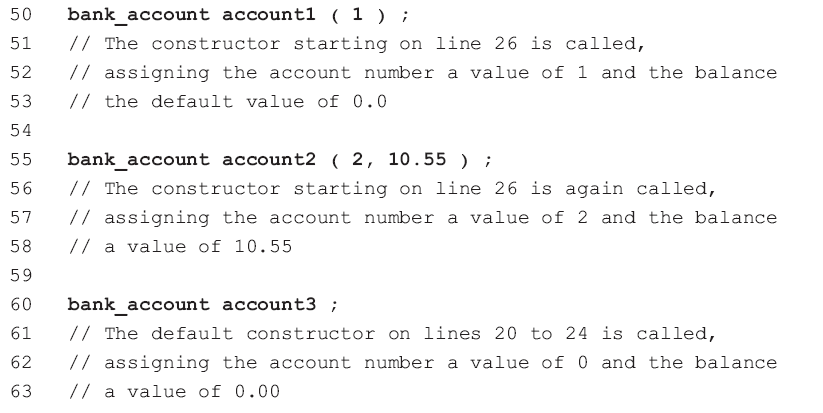 50 bank_account account1 ( 1 ) ;
51 // The constructor starting on line 26 is called,
52 // assigning the account number a value of 1 and the balance
53 // the default value of 0.0
54
55 bank_account account2 ( 2, 10.55 ) ;
56 // The constructor starting on line 26 is again called,
57 // assigning the account number a value of 2 and the balance
58 // a value of 10.55
59
60 bank_account account3 ;
61 // The default constructor on lines 20 to 24 is called,
62 // assigning the account number a value of 0 and the balance
63 // a value of 0.00